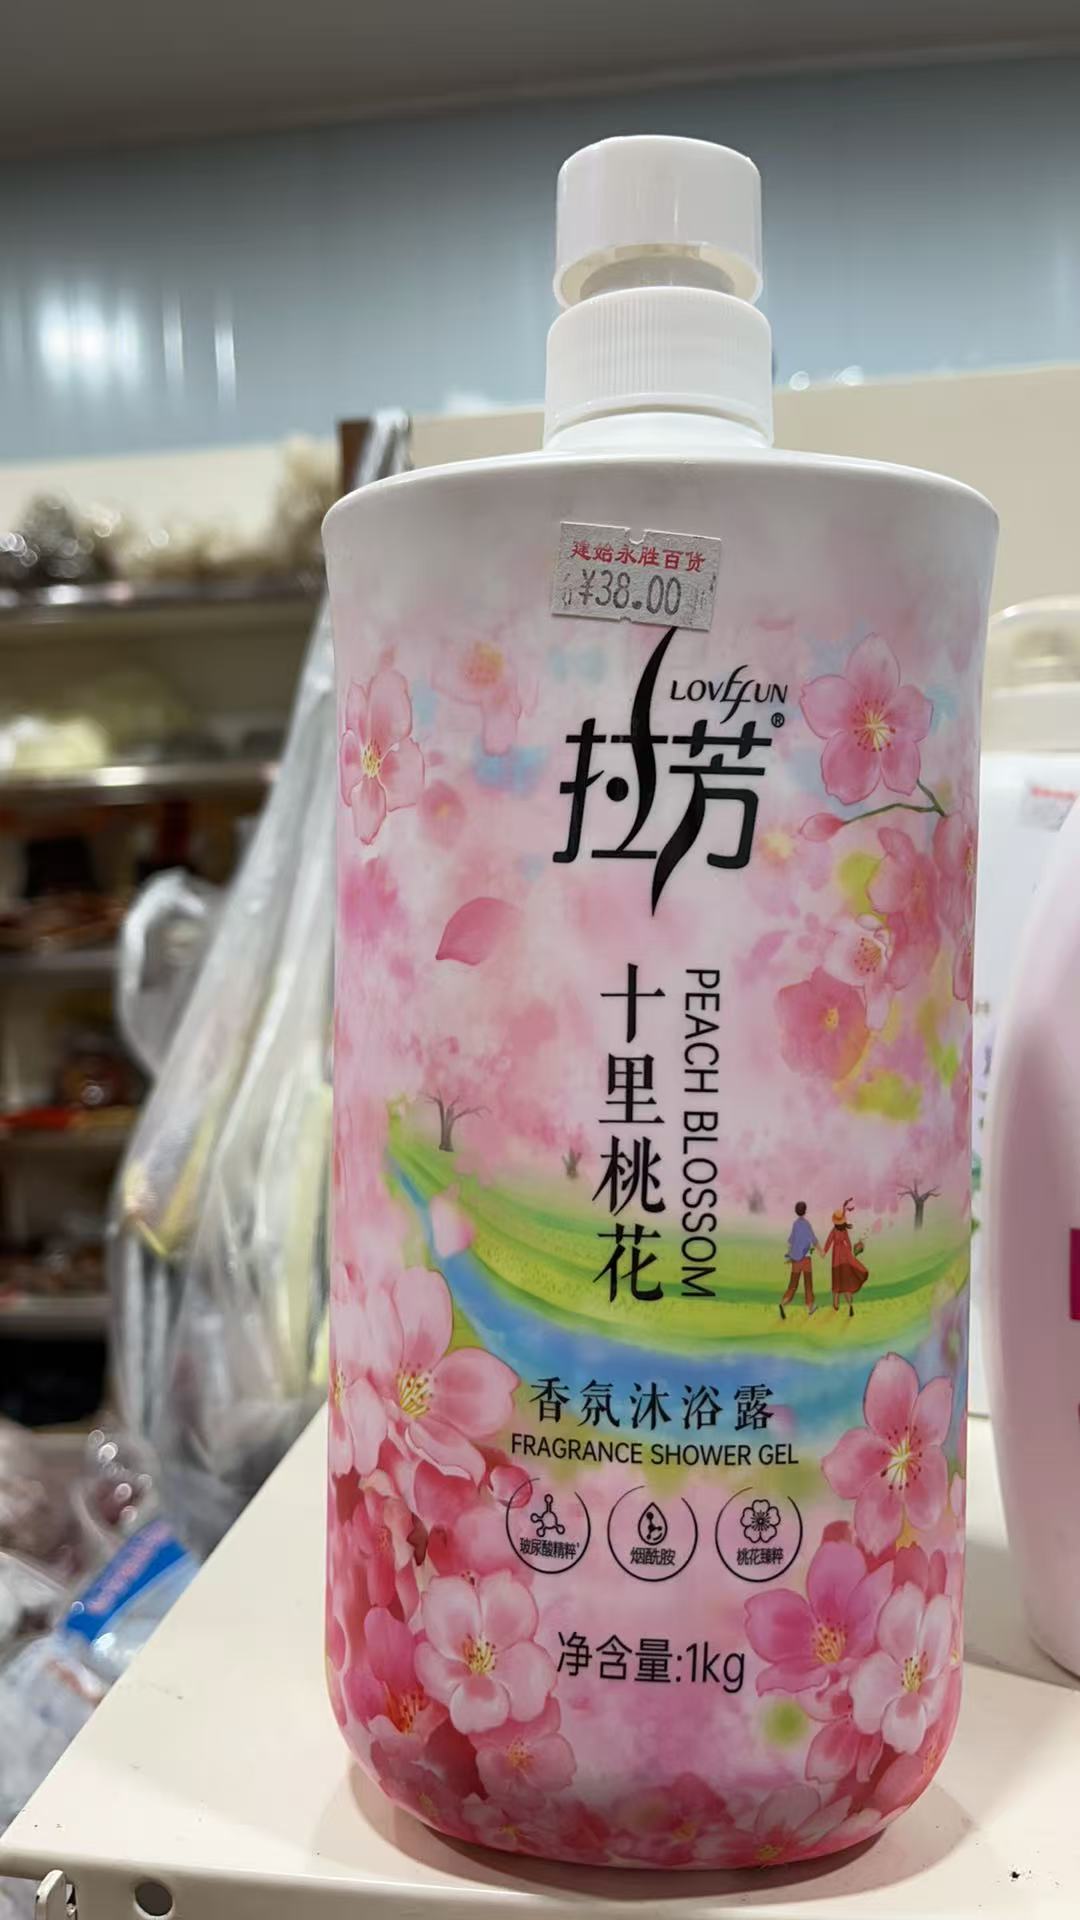 建始永胜百货
¥38.00
LOVEFUN
拉芳®
十里桃花
PEACH BLOSSOM
香氛沐浴露
FRAGRANCE SHOWER GEL
玻尿酸精粹
烟酰胺
桃花臻粹
净含量:1kg